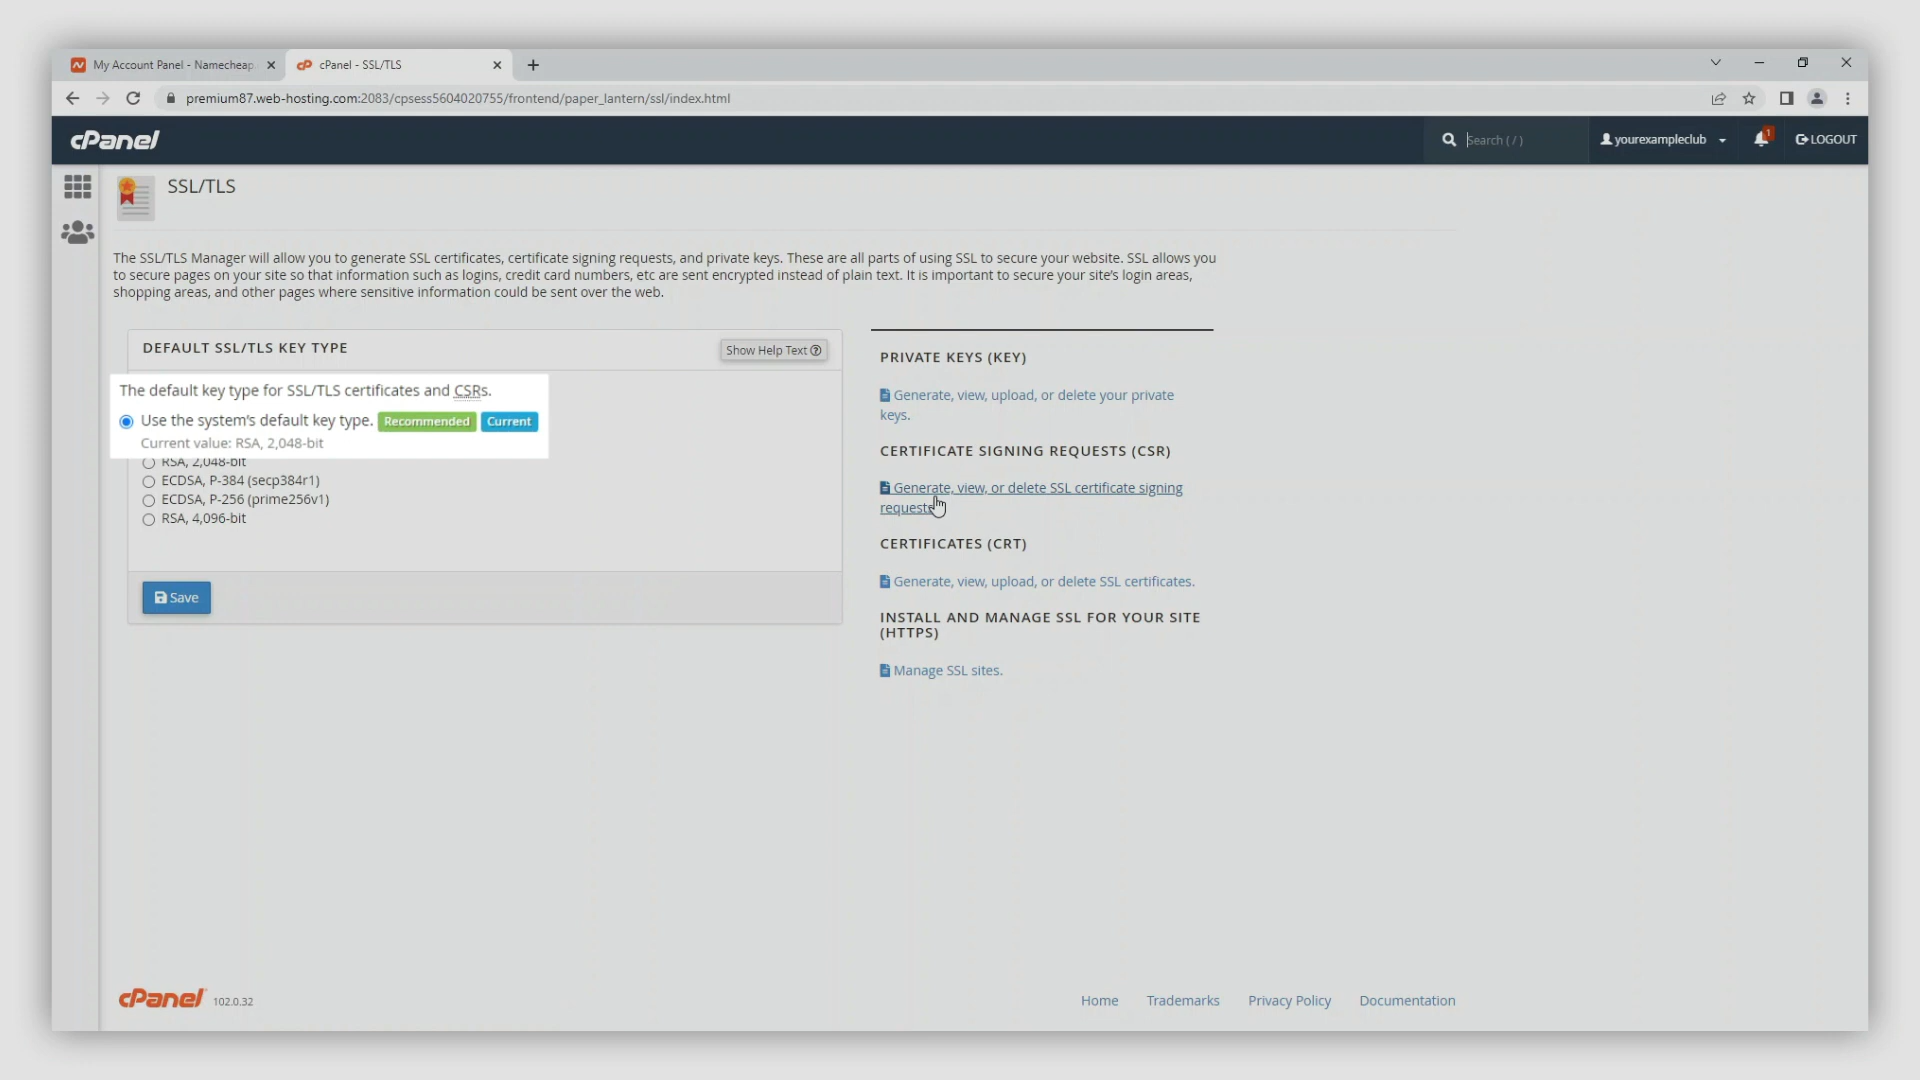 My Account Panel - Namecheap
cPanel - SSL/TLS
premium87.web-hosting.com:2083/cpsess5604020755/frontend/paper_lantern/ssl/index.html
cPanel
Search ( / )
yourexampleclub
1
LOGOUT
SSL/TLS
The SSL/TLS Manager will allow you to generate SSL certificates, certificate signing requests, and private keys. These are all parts of using SSL to secure your website. SSL allows you
to secure pages on your site so that information such as logins, credit card numbers, etc are sent encrypted instead of plain text. It is important to secure your site's login areas,
shopping areas, and other pages where sensitive information could be sent over the web.
DEFAULT SSL/TLS KEY TYPE
Show Help Text
The default key type for SSL/TLS certificates and CSRs.
Use the system's default key type. Recommended Current
Current value: RSA, 2,048-bit
RSA, 2,048-bit
ECDSA, P-384 (secp384r1)
ECDSA, P-256 (prime256v1)
RSA, 4,096-bit
Save
PRIVATE KEYS (KEY)
Generate, view, upload, or delete your private
keys.
CERTIFICATE SIGNING REQUESTS (CSR)
Generate, view, or delete SSL certificate signing
requests.
CERTIFICATES (CRT)
Generate, view, upload, or delete SSL certificates.
INSTALL AND MANAGE SSL FOR YOUR SITE
(HTTPS)
Manage SSL sites.
cPanel 102.0.32
Home
Trademarks
Privacy Policy
Documentation